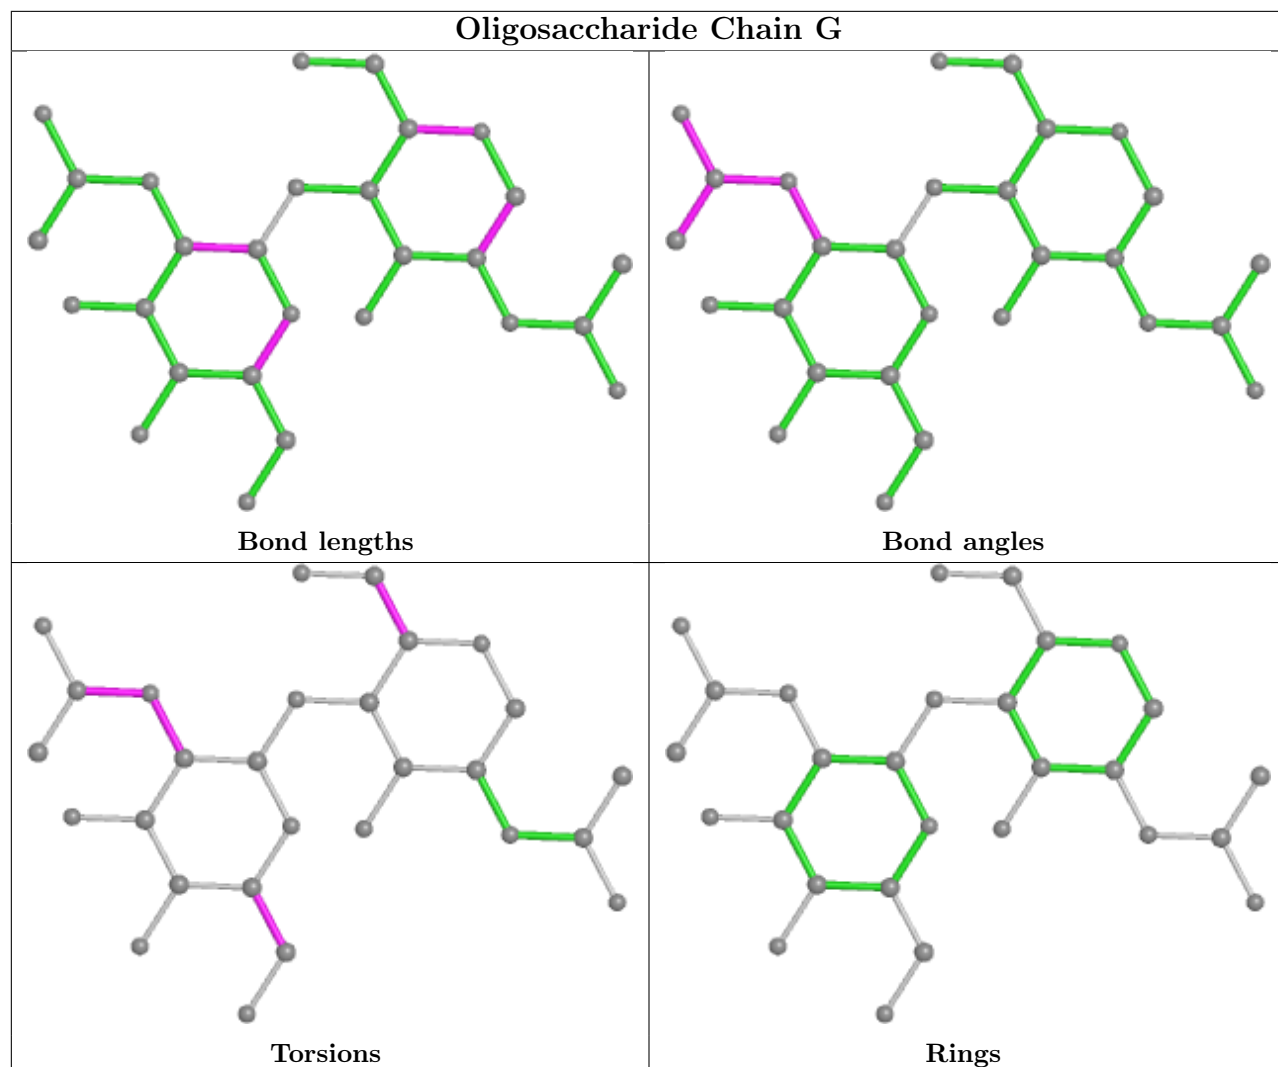 Oligosaccharide Chain G
Bond lengths
Bond angles
Torsions
Rings